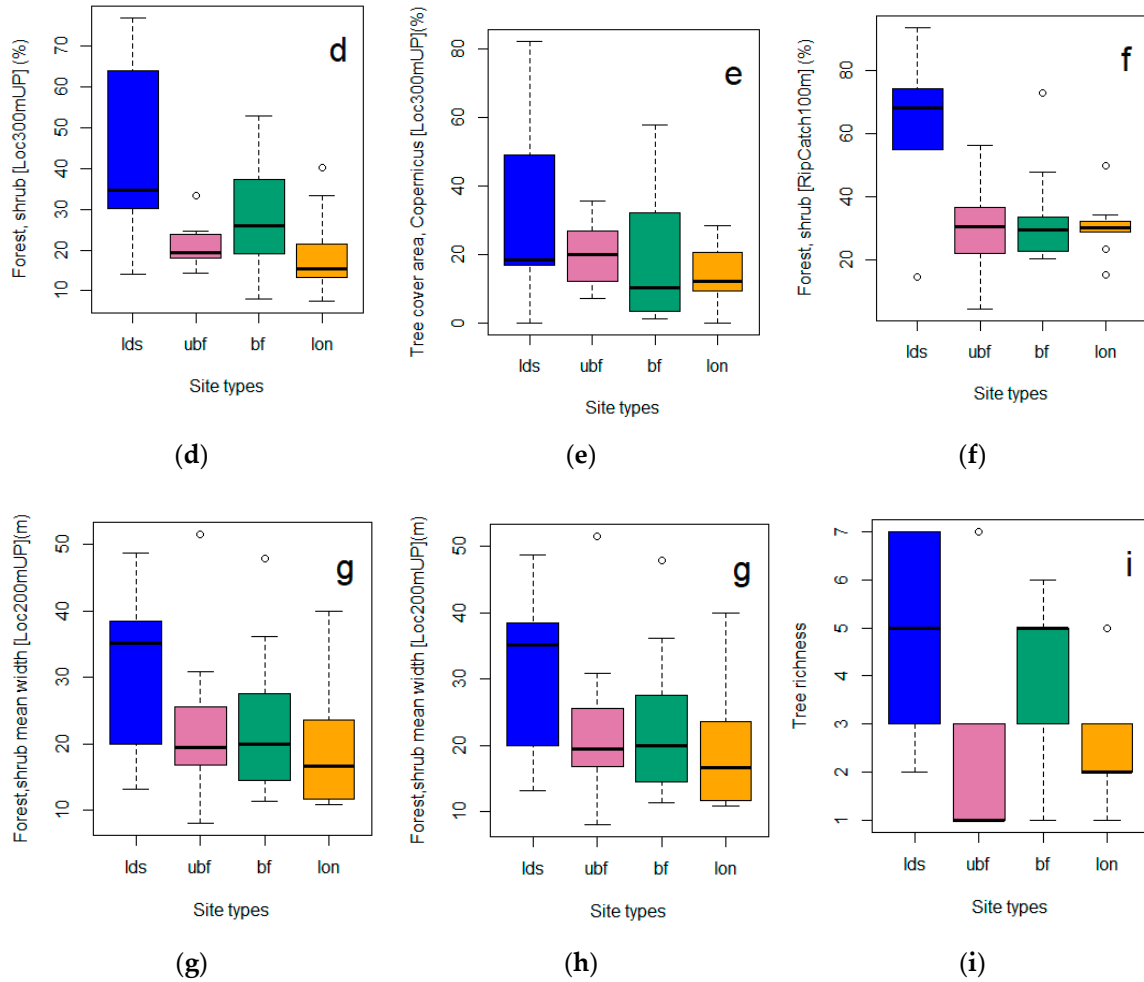 d
Forest, shrub [Loc300mUP] (%)
70
60
50
40
30
20
10
lds ubf bf lon
Site types
(d)
e
Tree cover area, Copernicus [Loc300mUP](%)
80
60
40
20
0
lds ubf bf lon
Site types
(e)
f
Forest, shrub [RipCatch100m] (%)
80
60
40
20
lds ubf bf lon
Site types
(f)
g
Forest,shrub mean width [Loc200mUP](m)
50
40
30
20
10
lds ubf bf lon
Site types
(g)
g
Forest,shrub mean width [Loc200mUP](m)
50
40
30
20
10
lds ubf bf lon
Site types
(h)
i
Tree richness
7
6
5
4
3
2
1
lds ubf bf lon
Site types
(i)